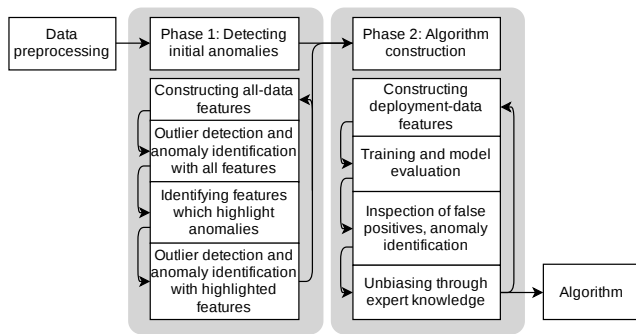 Data
preprocessing
Phase 1: Detecting
initial anomalies
Constructing all-data
features
Outlier detection and
anomaly identification
with all features
Identifying features
which highlight
anomalies
Outlier detection and
anomaly identification
with highlighted
features
Phase 2: Algorithm
construction
Constructing
deployment-data
features
Training and model
evaluation
Inspection of false
positives, anomaly
identification
Unbiasing through
expert knowledge
Algorithm